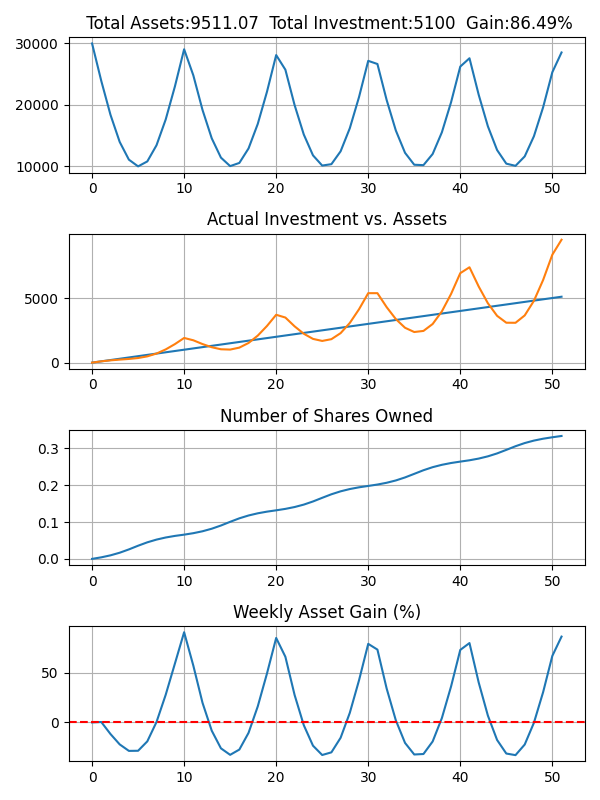 Total Assets:9511.07  Total Investment:5100  Gain:86.49%
30000
20000
10000
0 10 20 30 40 50
Actual Investment vs. Assets
5000
0
0 10 20 30 40 50
Number of Shares Owned
0.3
0.2
0.1
0.0
0 10 20 30 40 50
Weekly Asset Gain (%)
50
0
0 10 20 30 40 50